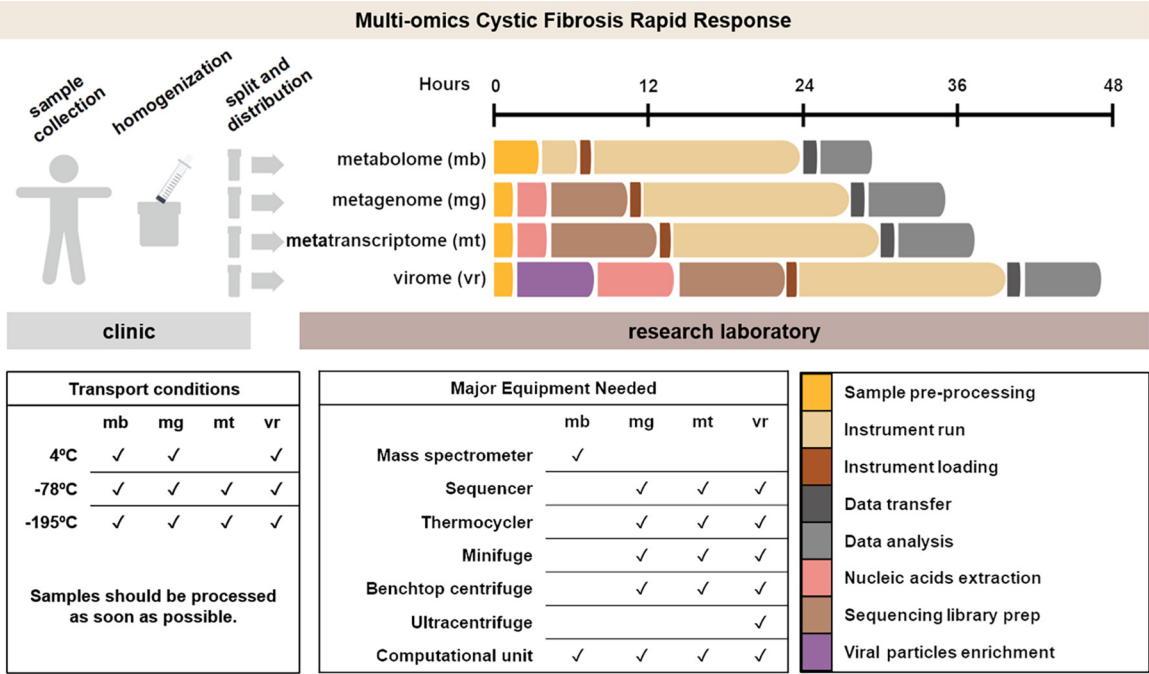 Multi-omics Cystic Fibrosis Rapid Response
sample
collection
homogenization
split and
distribution
Hours 0 12 24 36 48
metabolome (mb)
metagenome (mg)
metatranscriptome (mt)
virome (vr)
clinic
research laboratory
Transport conditions
mb mg mt vr
4ºC ✓ ✓ ✓
-78ºC ✓ ✓ ✓ ✓
-195ºC ✓ ✓ ✓ ✓
Samples should be processed
as soon as possible.
Major Equipment Needed
mb mg mt vr
Mass spectrometer ✓
Sequencer ✓ ✓ ✓
Thermocycler ✓ ✓ ✓
Minifuge ✓ ✓ ✓
Benchtop centrifuge ✓ ✓ ✓
Ultracentrifuge ✓
Computational unit ✓ ✓ ✓ ✓
Sample pre-processing
Instrument run
Instrument loading
Data transfer
Data analysis
Nucleic acids extraction
Sequencing library prep
Viral particles enrichment